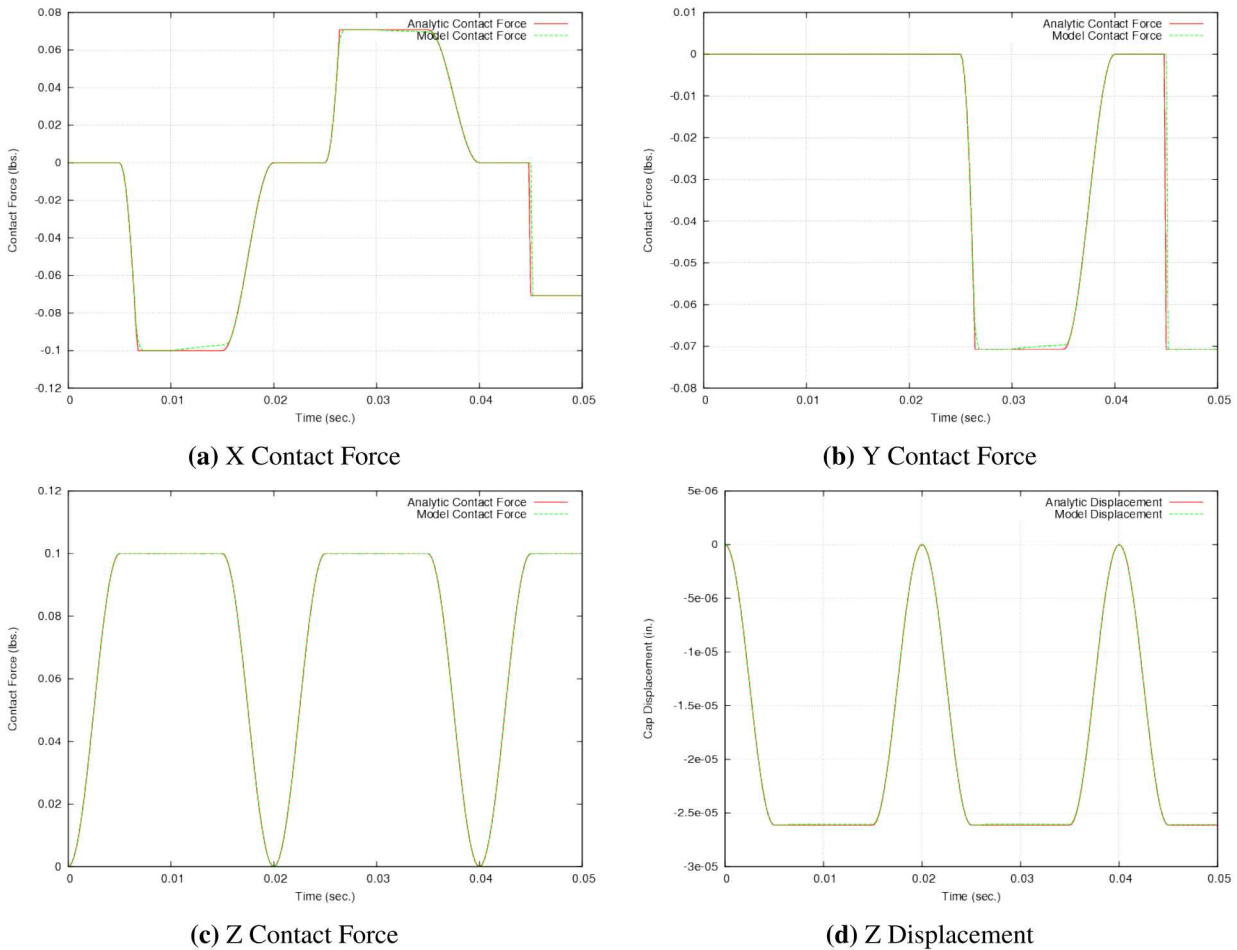 0.08
0.06
0.04
0.02
0
-0.02
-0.04
-0.06
-0.08
-0.1
-0.12
Contact Force (lbs.)
Analytic Contact Force
Model Contact Force
0 0.01 0.02 0.03 0.04 0.05
Time (sec.)
(a) X Contact Force
0.01
0
-0.01
-0.02
-0.03
-0.04
-0.05
-0.06
-0.07
-0.08
Contact Force (lbs.)
Analytic Contact Force
Model Contact Force
0 0.01 0.02 0.03 0.04 0.05
Time (sec.)
(b) Y Contact Force
0.12
0.1
0.08
0.06
0.04
0.02
0
Contact Force (lbs.)
Analytic Contact Force
Model Contact Force
0 0.01 0.02 0.03 0.04 0.05
Time (sec.)
(c) Z Contact Force
5e-06
0
-5e-06
-1e-05
-1.5e-05
-2e-05
-2.5e-05
-3e-05
Cap Displacement (in.)
Analytic Displacement
Model Displacement
0 0.01 0.02 0.03 0.04 0.05
Time (sec.)
(d) Z Displacement